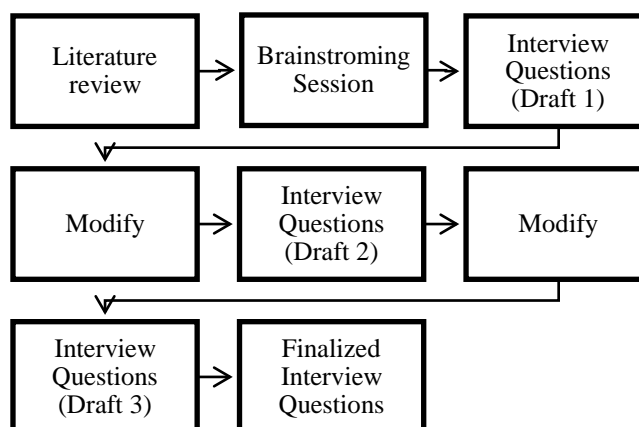 Literature
review
Brainstroming
Session
Interview
Questions
(Draft 1)
Modify
Interview
Questions
(Draft 2)
Modify
Interview
Questions
(Draft 3)
Finalized
Interview
Questions